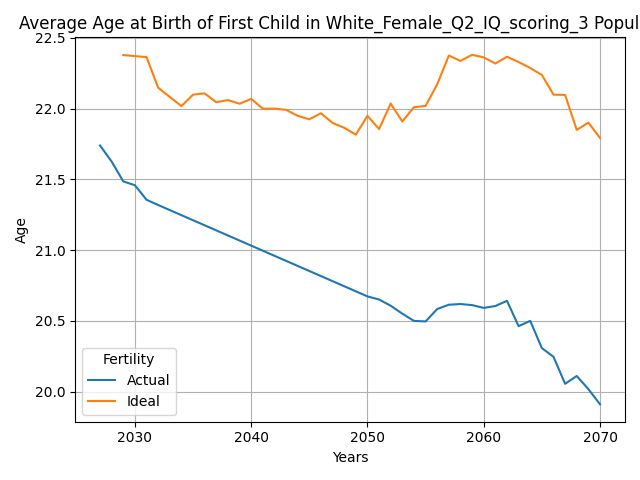 Average Age at Birth of First Child in White_Female_Q2_IQ_scoring_3 Popul
22.5
22.0
21.5
21.0
20.5
20.0
Age
Fertility
Actual
Ideal
2030 2040 2050 2060 2070
Years